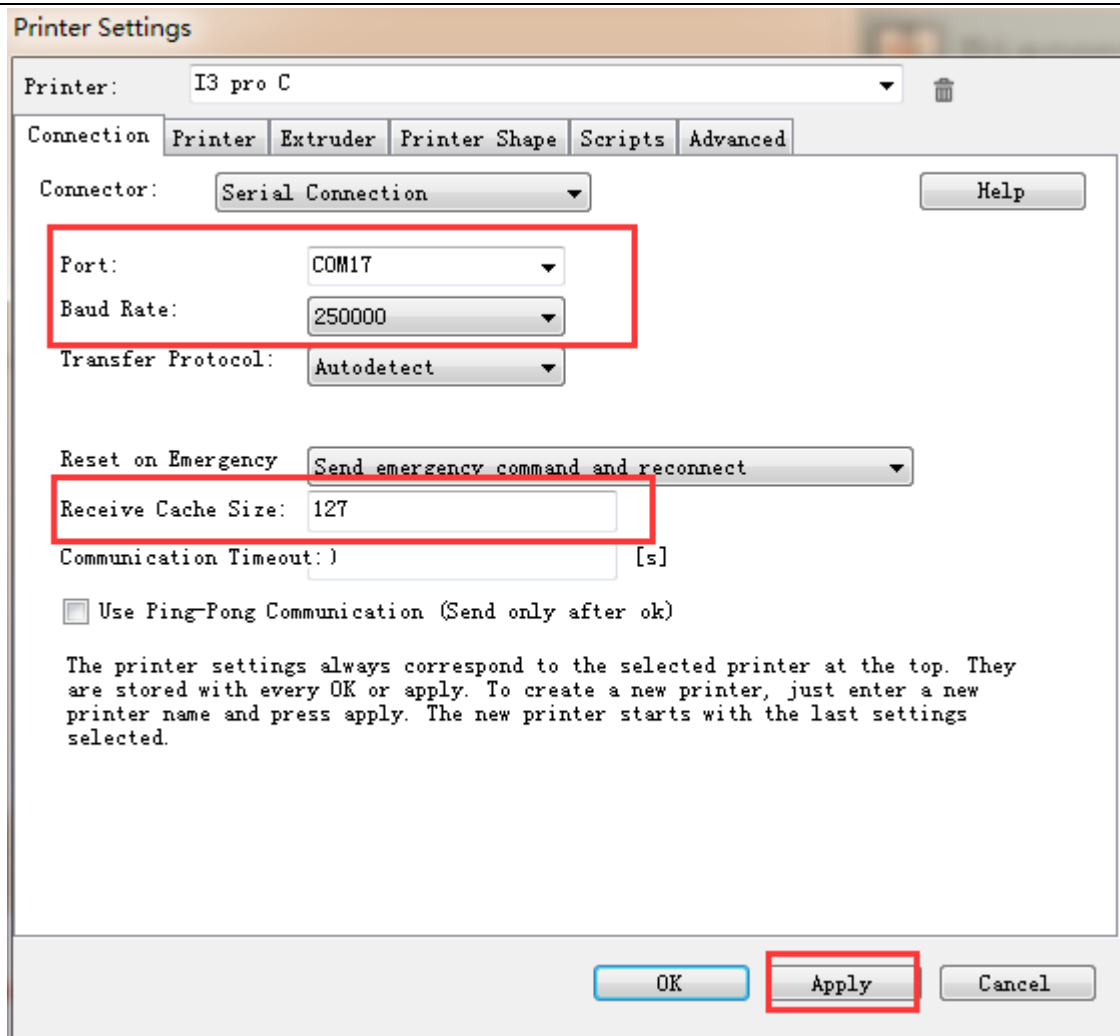 Printer Settings
Printer: I3 pro C
Connection Printer Extruder Printer Shape Scripts Advanced
Connector: Serial Connection Help
Port: COM17
Baud Rate: 250000
Transfer Protocol: Autodetect
Reset on Emergency Send emergency command and reconnect
Receive Cache Size: 127
Communication Timeout:) [s]
Use Ping-Pong Communication (Send only after ok)
The printer settings always correspond to the selected printer at the top. They
are stored with every OK or apply. To create a new printer, just enter a new
printer name and press apply. The new printer starts with the last settings
selected.
OK Apply Cancel